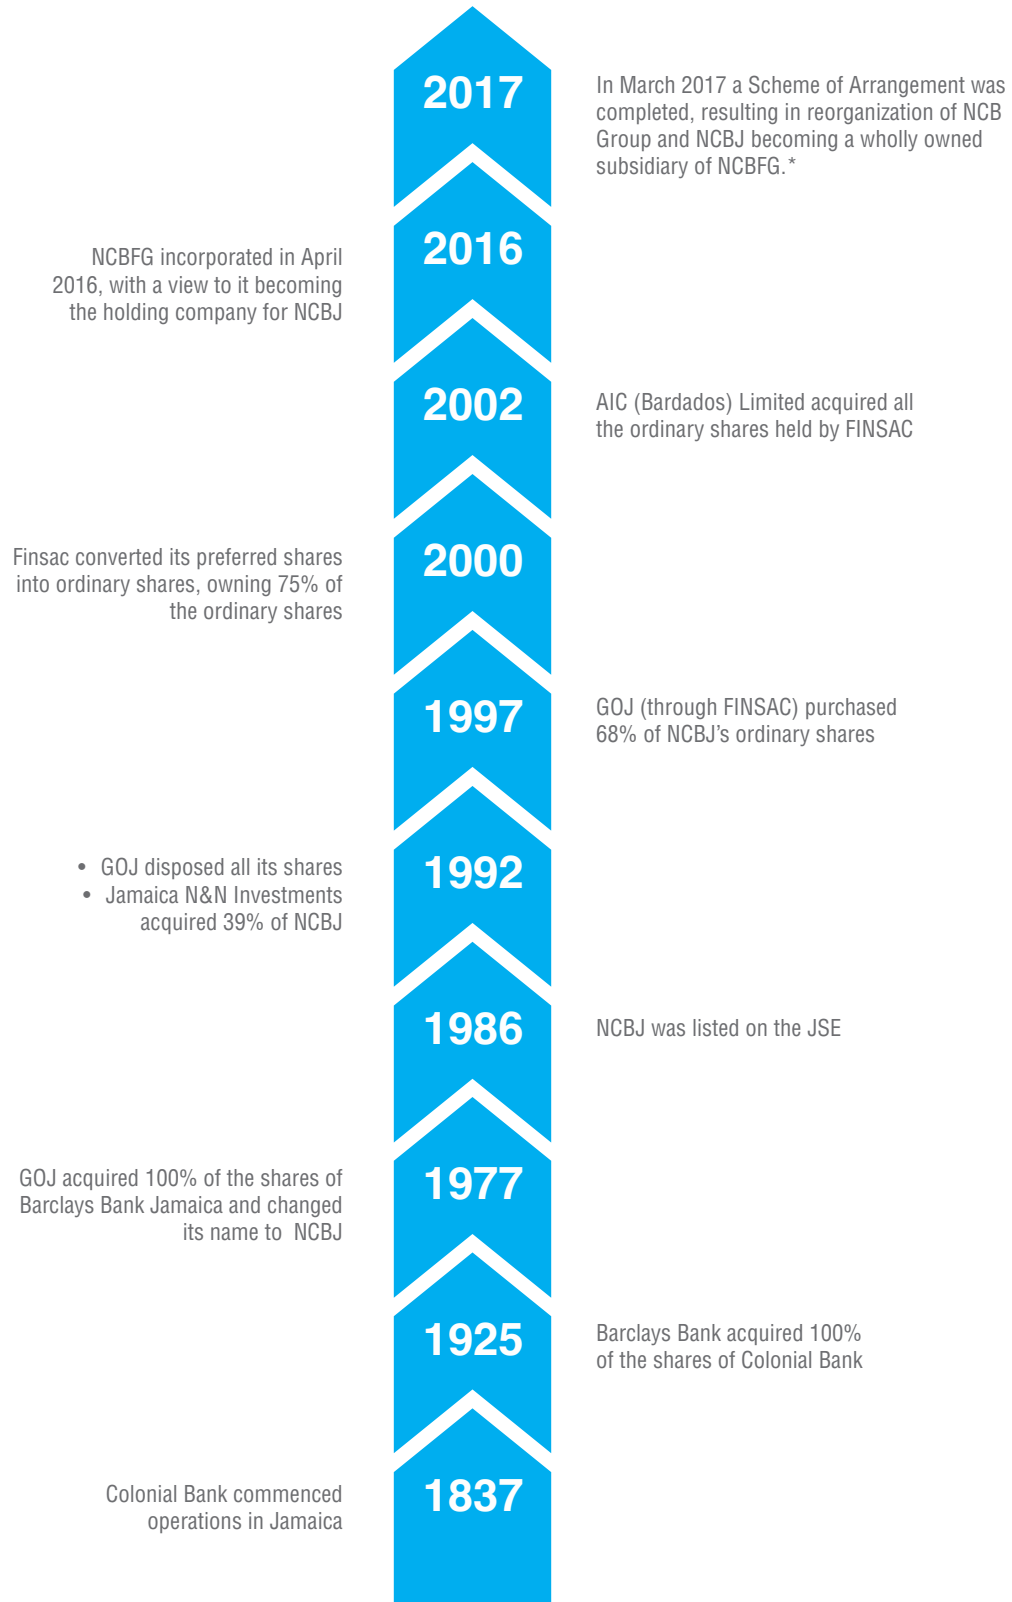 2017
In March 2017 a Scheme of Arrangement was
completed, resulting in reorganization of NCB
Group and NCBJ becoming a wholly owned
subsidiary of NCBFG.*
2016
NCBFG incorporated in April
2016, with a view to it becoming
the holding company for NCBJ
2002
AIC (Bardados) Limited acquired all
the ordinary shares held by FINSAC
2000
Finsac converted its preferred shares
into ordinary shares, owning 75% of
the ordinary shares
1997
GOJ (through FINSAC) purchased
68% of NCBJ’s ordinary shares
1992
• GOJ disposed all its shares
• Jamaica N&N Investments
acquired 39% of NCBJ
1986
NCBJ was listed on the JSE
1977
GOJ acquired 100% of the shares of
Barclays Bank Jamaica and changed
its name to  NCBJ
1925
Barclays Bank acquired 100%
of the shares of Colonial Bank
1837
Colonial Bank commenced
operations in Jamaica